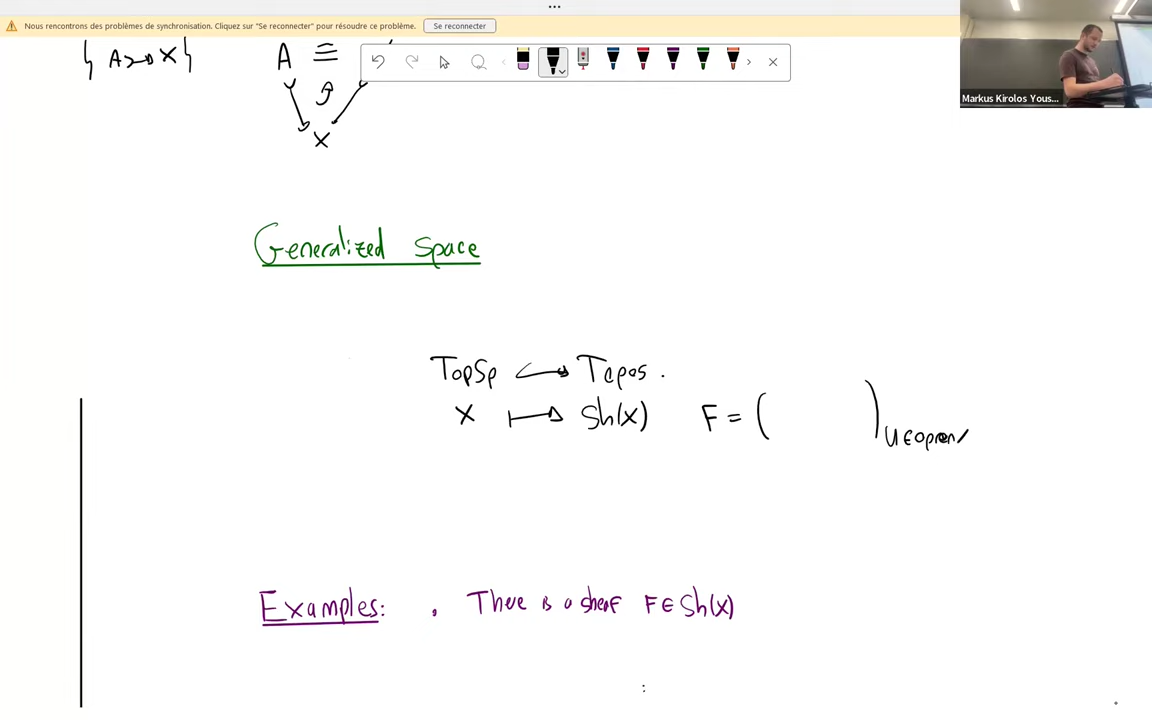 Nous rencontrons des problèmes de synchronisation. Cliquez sur "Se reconnecter" pour résoudre ce problème. Se reconnecter
Markus Kirolos Yous...
{ A ↣ X }
A ≅
X
Generalized Space
TopSp ↪ Topos.
X ↦ Sh(X) F = ( )
Examples: . There is a sheaf F ∈ Sh(X)